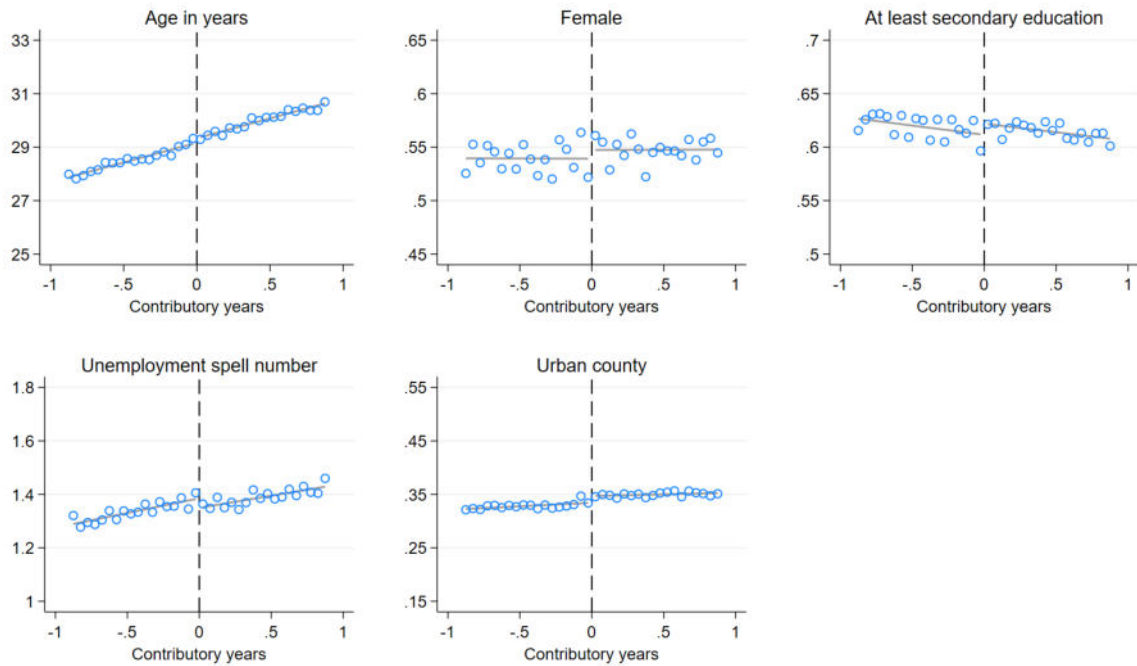 Age in years
33
31
29
27
25
-1 -.5 0 .5 1
Contributory years
Female
.65
.6
.55
.5
.45
-1 -.5 0 .5 1
Contributory years
At least secondary education
.7
.65
.6
.55
.5
-1 -.5 0 .5 1
Contributory years
Unemployment spell number
1.8
1.6
1.4
1.2
1
-1 -.5 0 .5 1
Contributory years
Urban county
.55
.45
.35
.25
.15
-1 -.5 0 .5 1
Contributory years